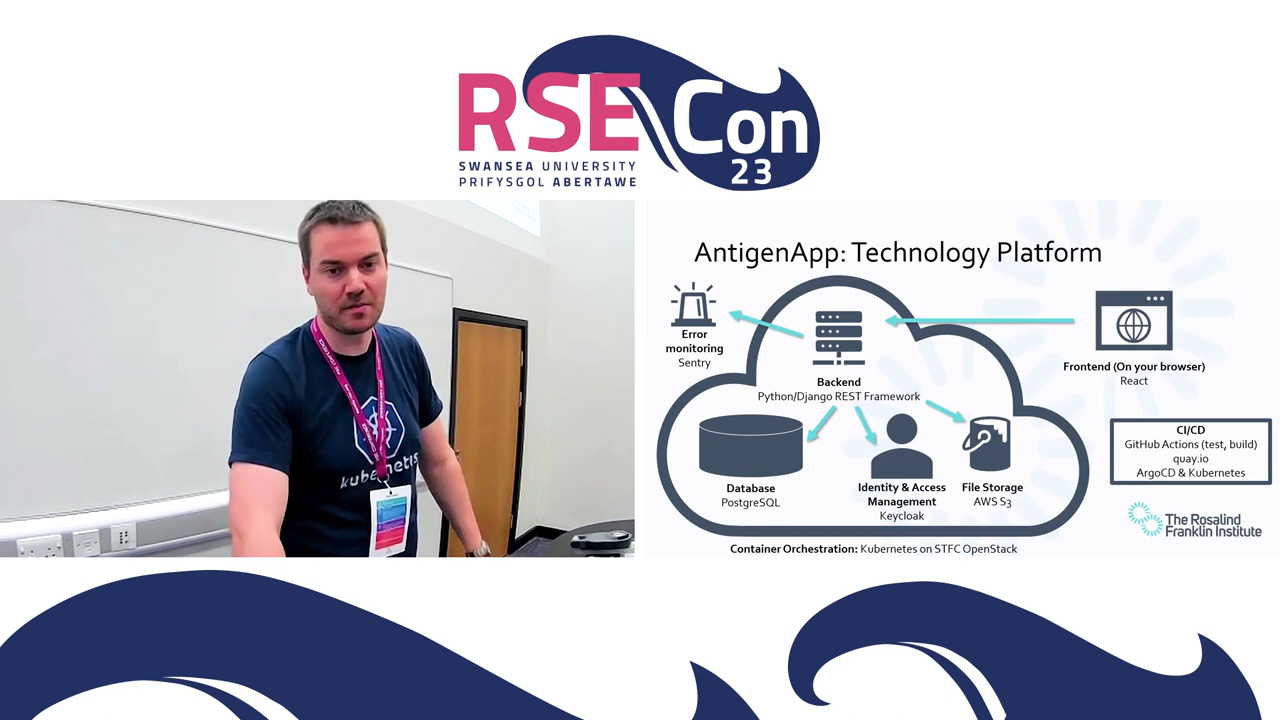 RSE Con
23
SWANSEA UNIVERSITY
PRIFYSGOL ABERTAWE
kubernetes
AntigenApp: Technology Platform
Error
monitoring
Sentry
Backend
Python/Django REST Framework
Frontend (On your browser)
React
Database
PostgreSQL
Identity & Access
Management
Keycloak
File Storage
AWS S3
CI/CD
GitHub Actions (test, build)
quay.io
ArgoCD & Kubernetes
The Rosalind
Franklin Institute
Container Orchestration: Kubernetes on STFC OpenStack